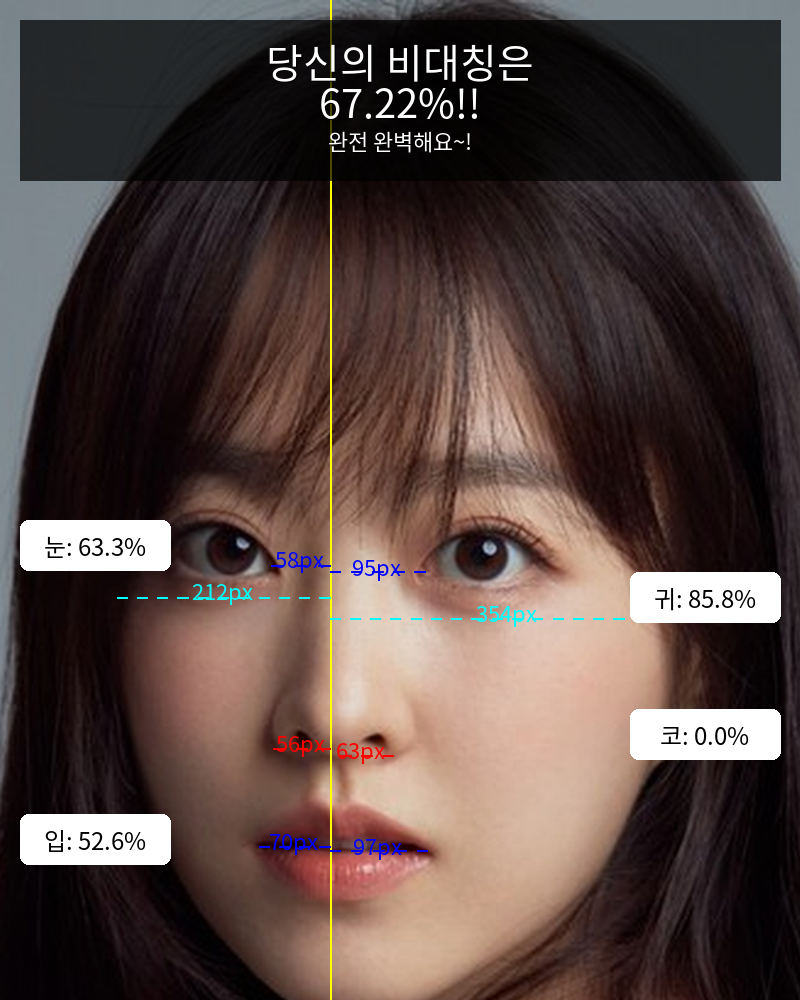 당신의 비대칭은
67.22%!!
완전 완벽해요~!
눈: 63.3%
58px
95px
212px
354px
귀: 85.8%
56px
63px
코: 0.0%
입: 52.6%
70px
97px